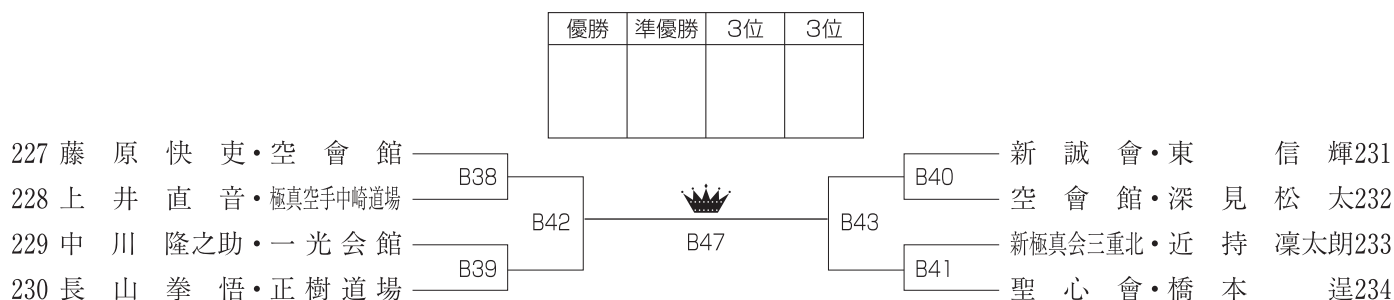 優勝 準優勝 3位 3位
227 藤原快吏・空會館
228 上井直音・極真空手中崎道場
229 中川隆之助・一光会館
230 長山拳悟・正樹道場
B38
B39
B42
B47
B43
B40
B41
新誠會・東信輝231
空會館・深見松太232
新極真会三重北・近持凜太朗233
聖心會・橋本逞234